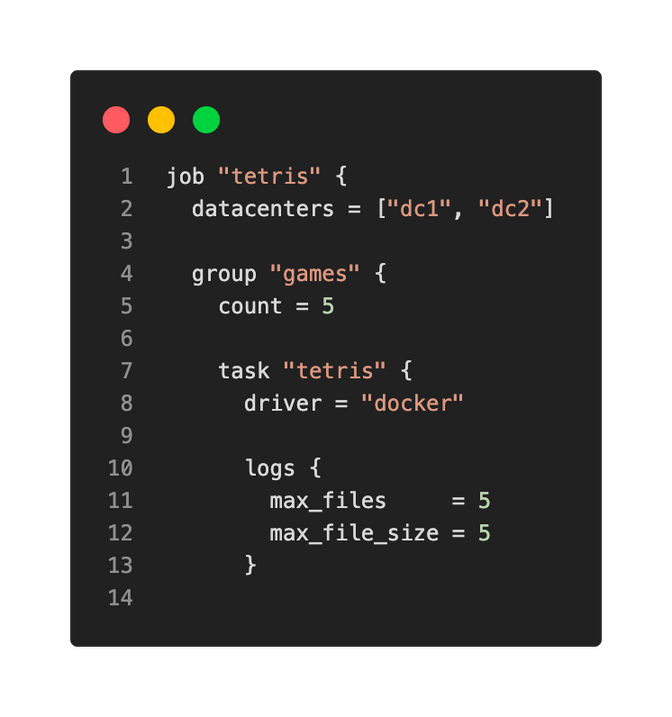 1 job "tetris" {
2   datacenters = ["dc1", "dc2"]
3
4   group "games" {
5     count = 5
6
7     task "tetris" {
8       driver = "docker"
9
10       logs {
11         max_files     = 5
12         max_file_size = 5
13       }
14